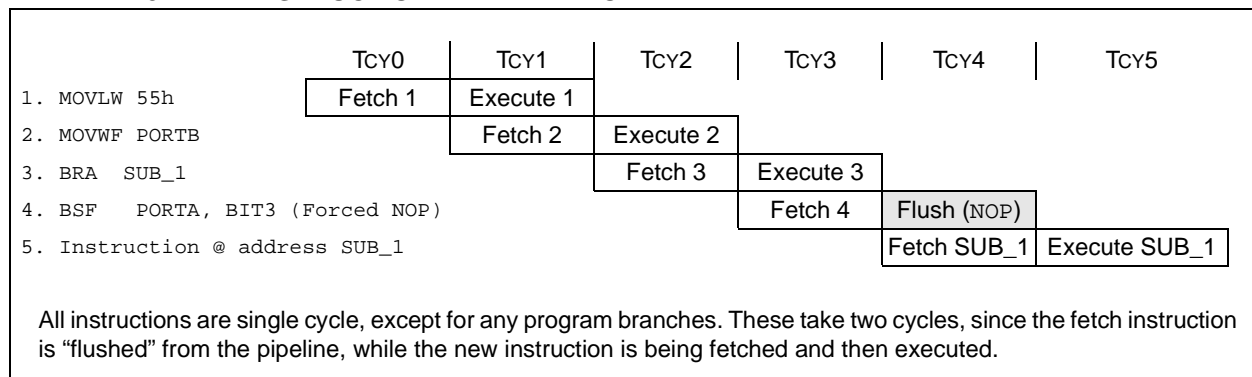 TCY0 TCY1 TCY2 TCY3 TCY4 TCY5
1. MOVLW 55h Fetch 1 Execute 1
2. MOVWF PORTB Fetch 2 Execute 2
3. BRA SUB_1 Fetch 3 Execute 3
4. BSF PORTA, BIT3 (Forced NOP) Fetch 4 Flush (NOP)
5. Instruction @ address SUB_1 Fetch SUB_1 Execute SUB_1
All instructions are single cycle, except for any program branches. These take two cycles, since the fetch instruction
is “flushed” from the pipeline, while the new instruction is being fetched and then executed.